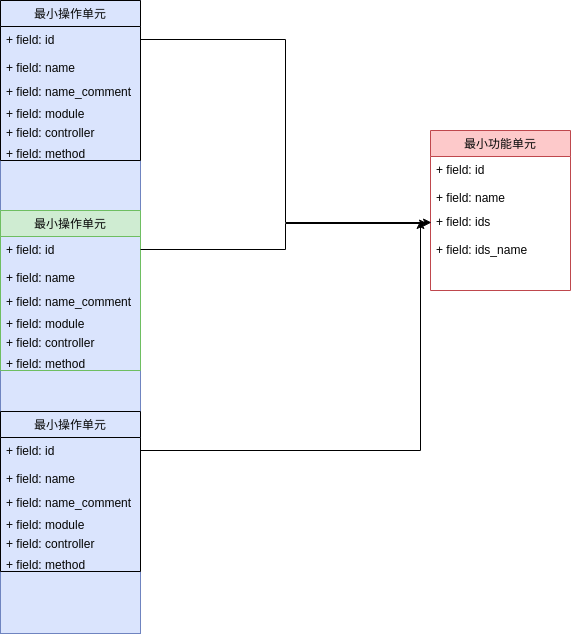 最小操作单元
+ field: id
+ field: name
+ field: name_comment
+ field: module
+ field: controller
+ field: method
最小操作单元
+ field: id
+ field: name
+ field: name_comment
+ field: module
+ field: controller
+ field: method
最小操作单元
+ field: id
+ field: name
+ field: name_comment
+ field: module
+ field: controller
+ field: method
最小功能单元
+ field: id
+ field: name
+ field: ids
+ field: ids_name